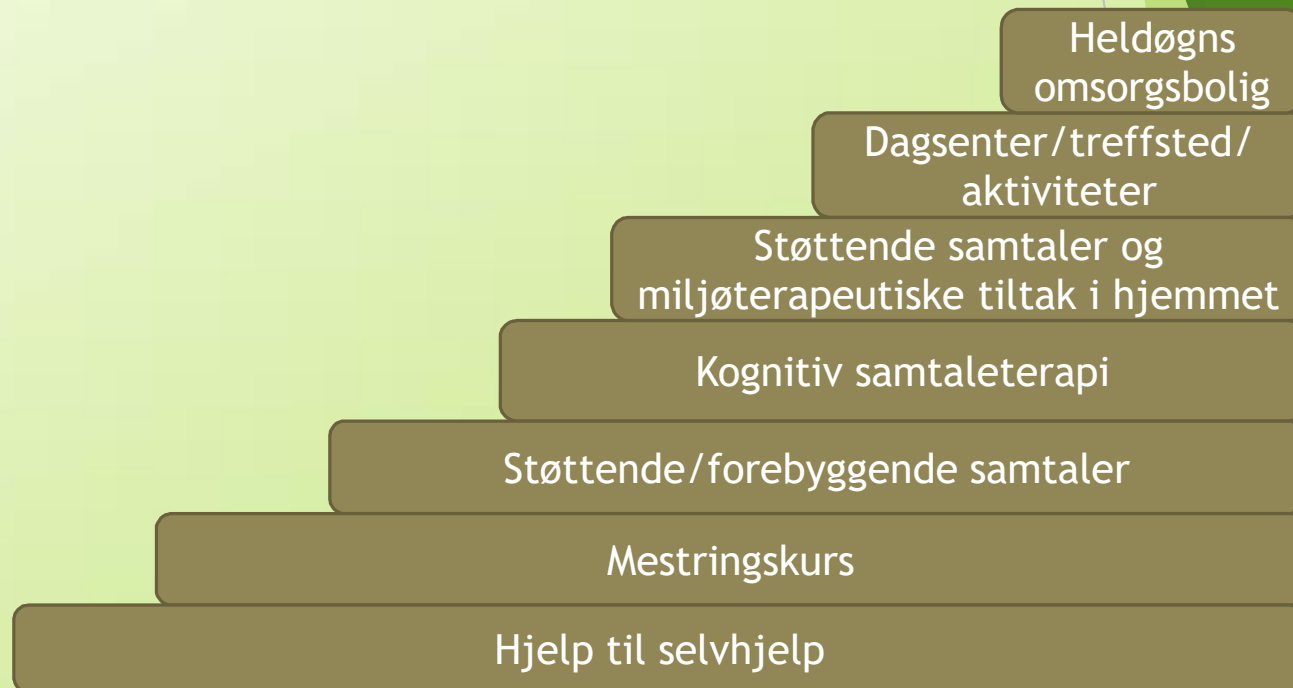 Heldøgns
omsorgsbolig
Dagsenter/treffsted/
aktiviteter
Støttende samtaler og
miljøterapeutiske tiltak i hjemmet
Kognitiv samtaleterapi
Støttende/forebyggende samtaler
Mestringskurs
Hjelp til selvhjelp